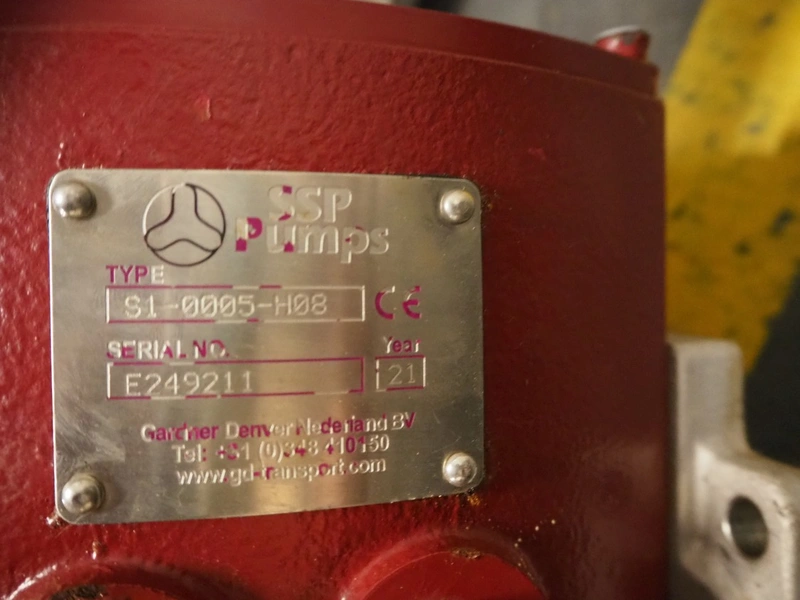 SSP
Pumps
TYPE
S1-0005-H08 CE
SERIAL NO. Year
E249211 21
Gardner Denver Nederland BV
Tel: +31 (0)348 410150
www.gd-transport.com